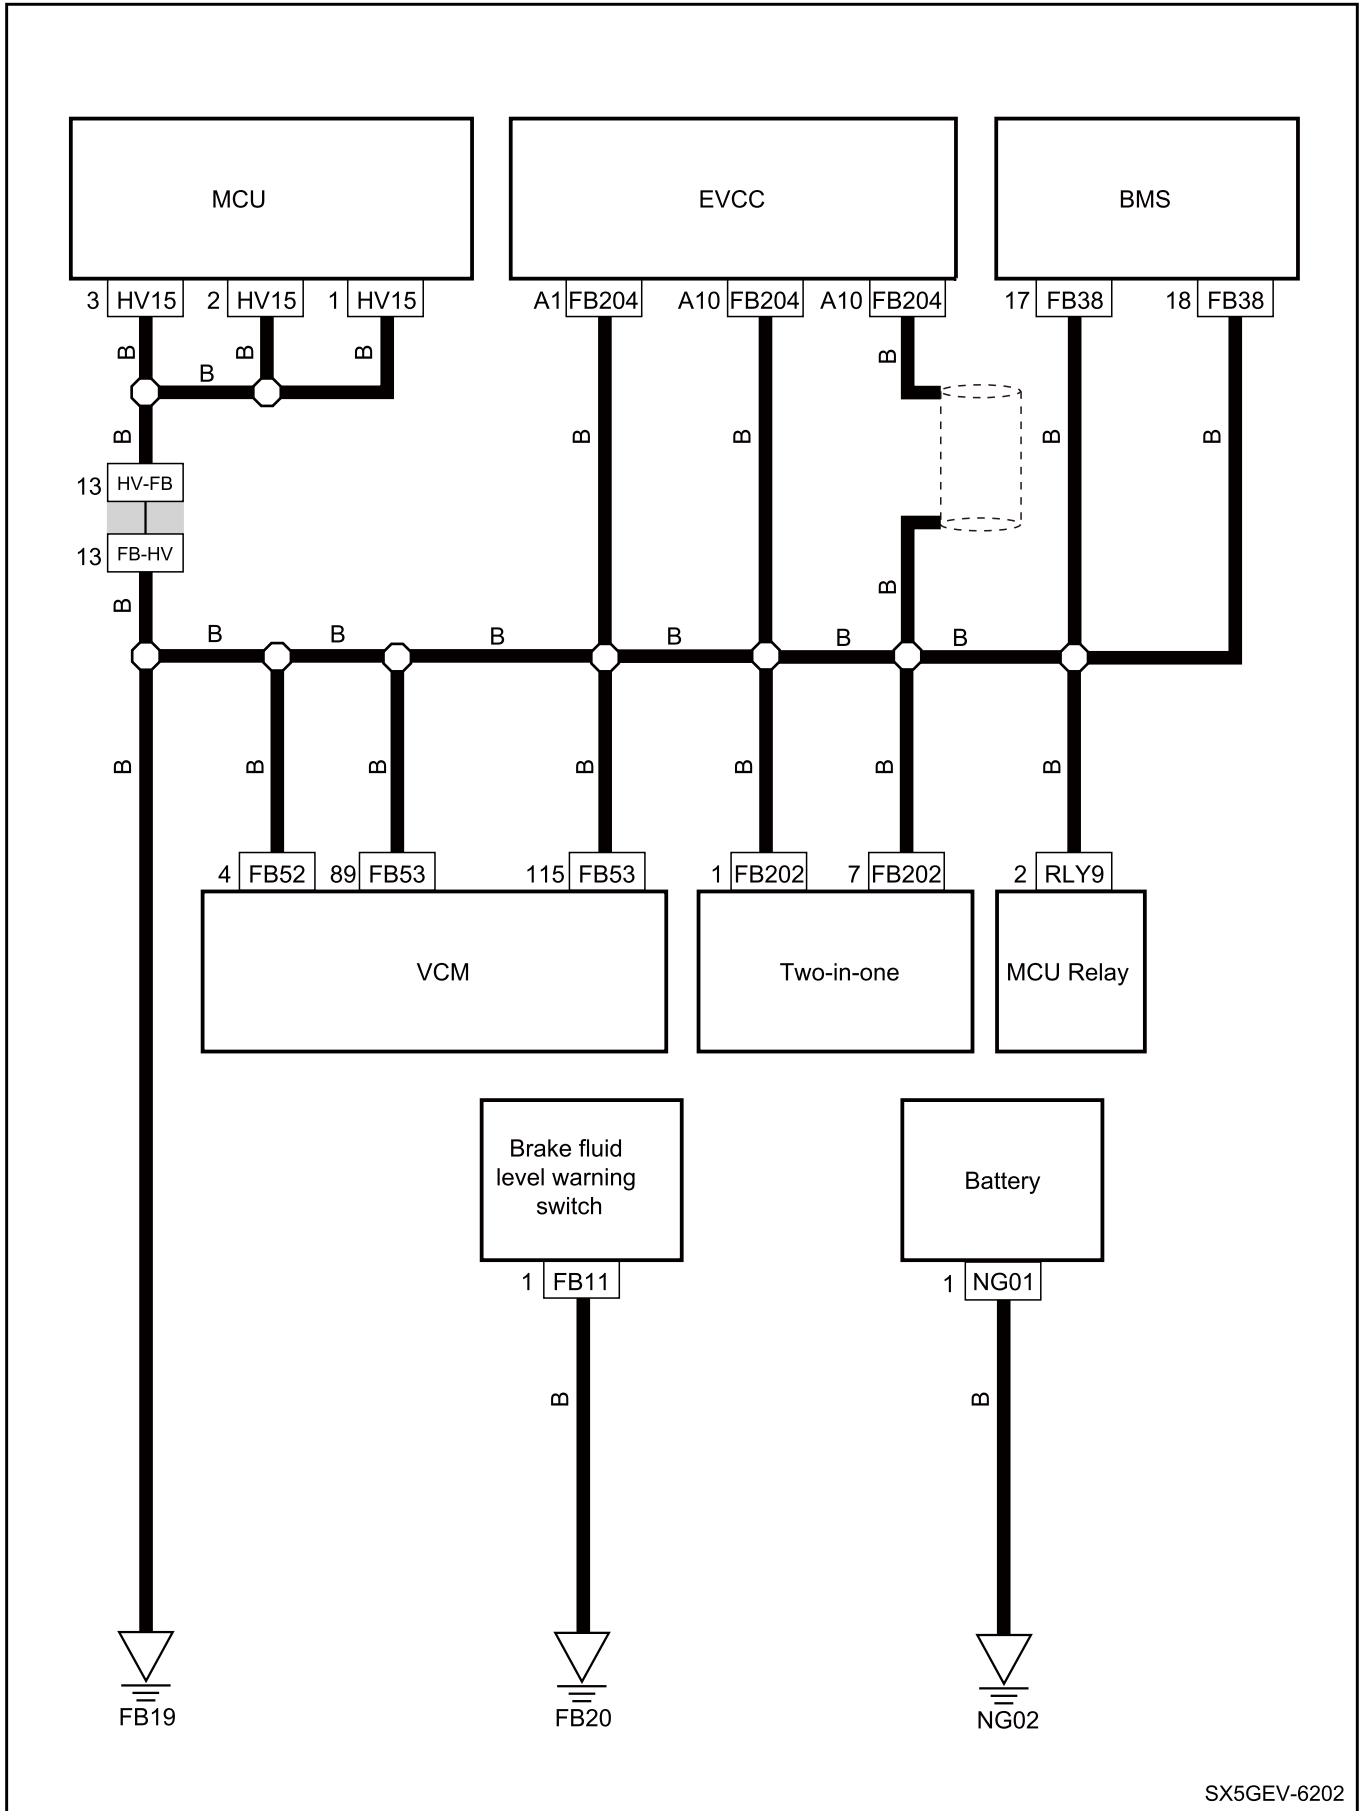 MCU
EVCC
BMS
3 HV15 2 HV15 1 HV15 A1 FB204 A10 FB204 A10 FB204 17 FB38 18 FB38
B B B B
B
B B B B B
13 HV-FB
13 FB-HV
B B
B B B B B B
B B B B B B B
4 FB52 89 FB53 115 FB53 1 FB202 7 FB202 2 RLY9
VCM
Two-in-one
MCU Relay
Brake fluid
level warning
switch
Battery
1 FB11
1 NG01
B B
FB19
FB20
NG02
SX5GEV-6202